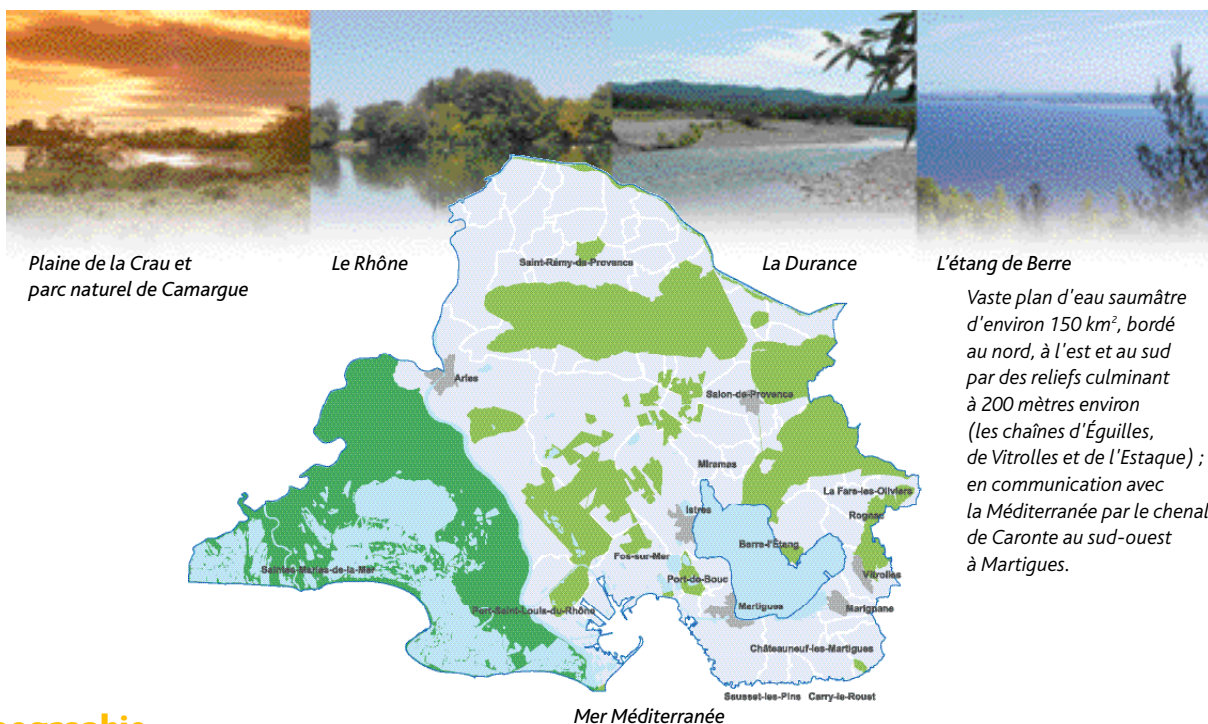 Plaine de la Crau et
parc naturel de Camargue
Le Rhône
La Durance
L'étang de Berre
Vaste plan d'eau saumâtre
d'environ 150 km², bordé
au nord, à l'est et au sud
par des reliefs culminant
à 200 mètres environ
(les chaînes d'Éguilles,
de Vitrolles et de l'Estaque) ;
en communication avec
la Méditerranée par le chenal
de Caronte au sud-ouest
à Martigues.
Saint-Rémy-de-Provence
Arles
Salon-de-Provence
Miramas
La Fare-les-Oliviers
Rognac
Istres
Berre-l'Étang
Fos-sur-Mer
Saintes-Maries-de-la-Mer
Port-de-Bouc
Vitrolles
Port-Saint-Louis-du-Rhône
Martigues
Marignane
Châteauneuf-les-Martigues
Sausset-les-Pins Carry-le-Rouet
Mer Méditerranée